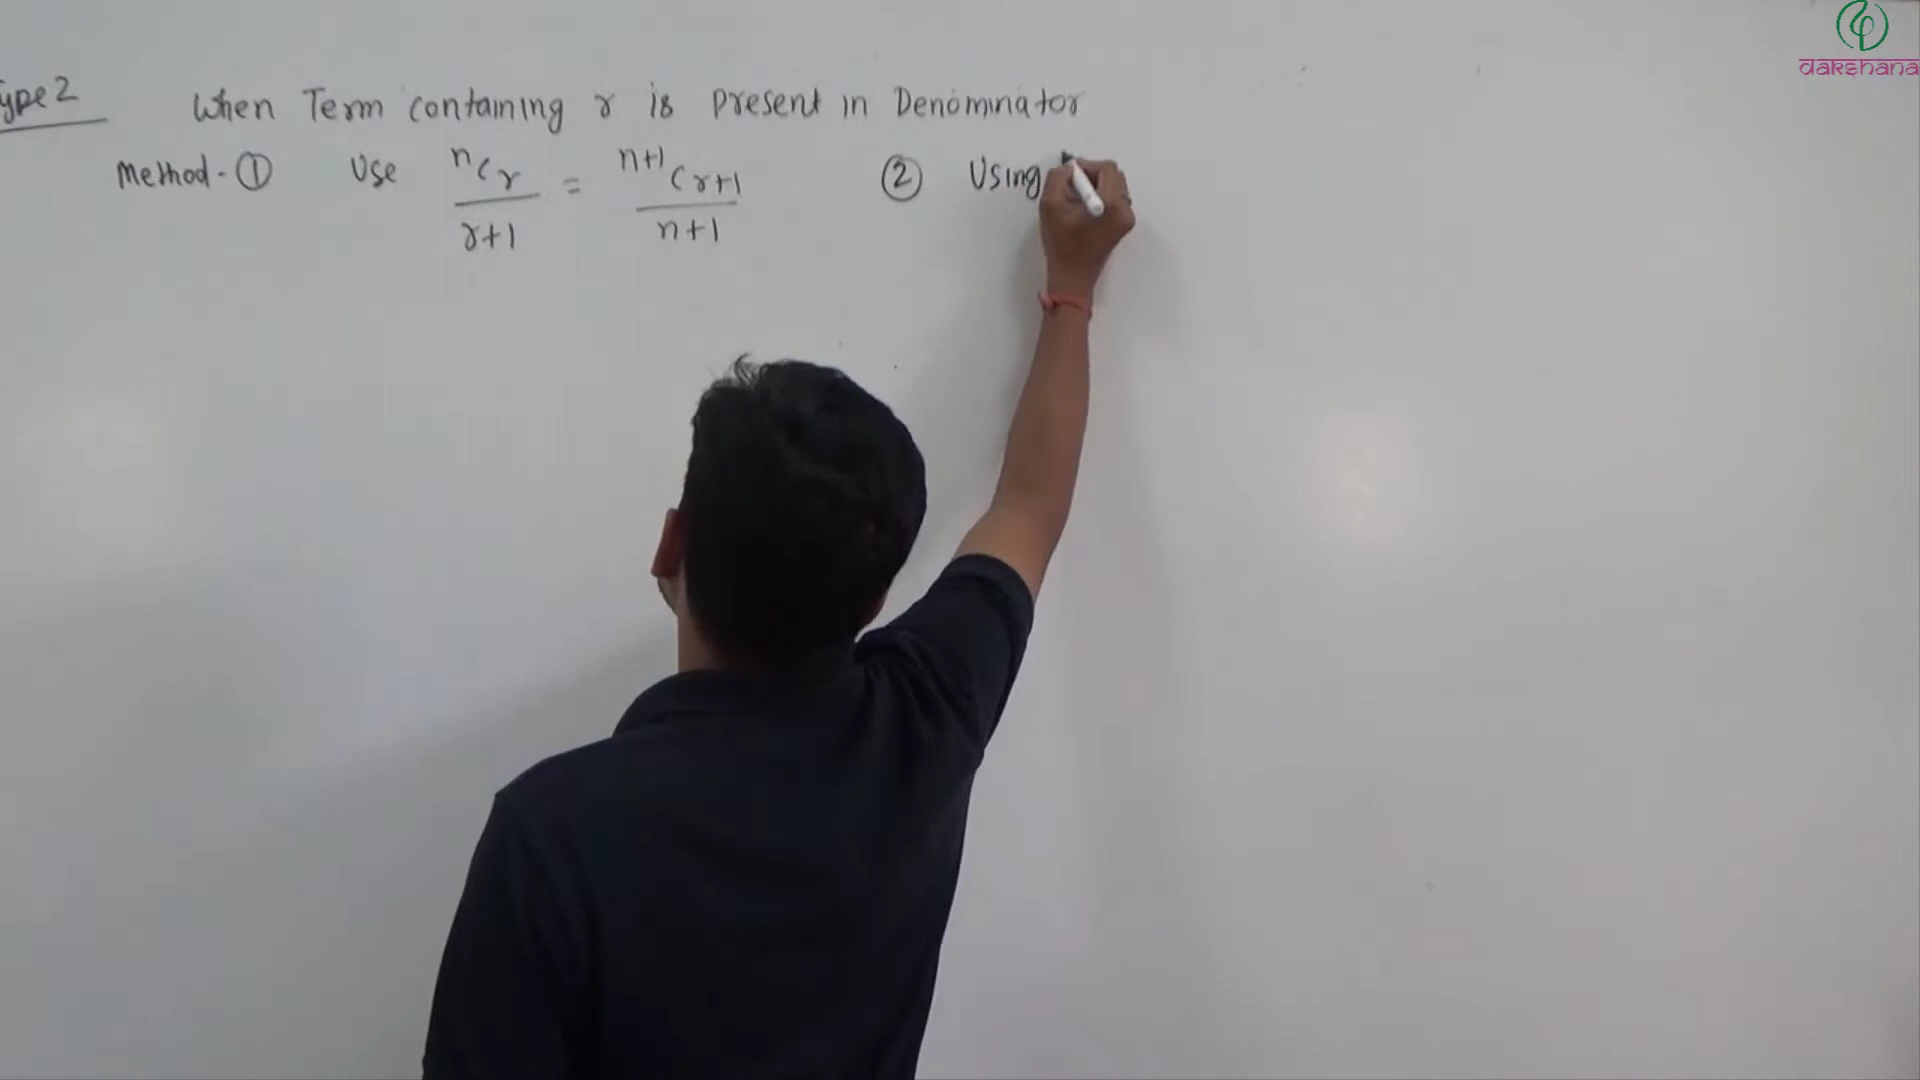 ype 2 When Term containing r is present in Denominator
Method - ① Use nCr / r+1 = n+1Cr+1 / n+1 ② Using
dakshana